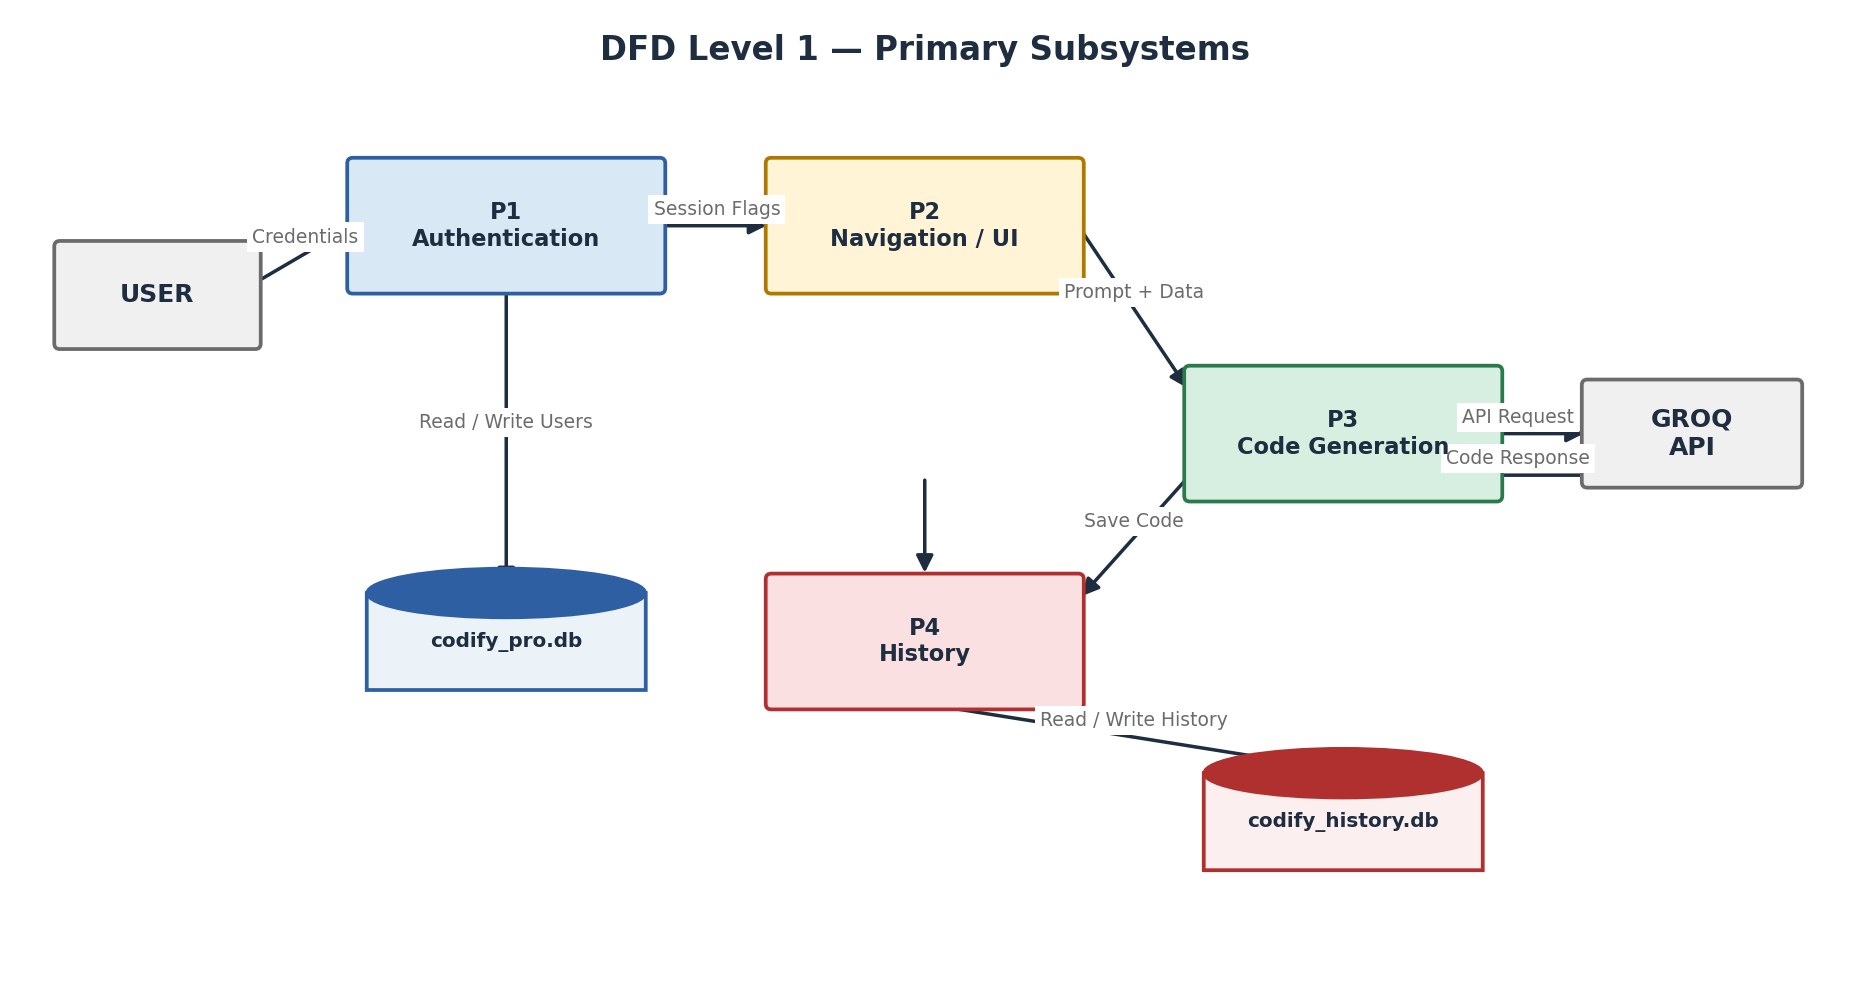 DFD Level 1 — Primary Subsystems
P1
Authentication
Session Flags
P2
Navigation / UI
Credentials
USER
Prompt + Data
Read / Write Users
P3
Code Generation
API Request
Code Response
GROQ
API
Save Code
codify_pro.db
P4
History
Read / Write History
codify_history.db